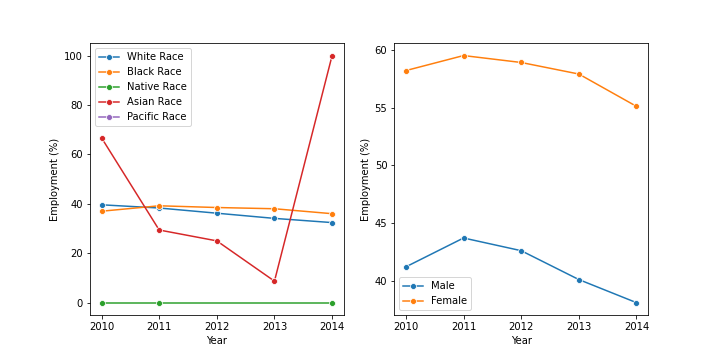 100
80
60
40
20
0
Employment (%)
White Race
Black Race
Native Race
Asian Race
Pacific Race
2010 2011 2012 2013 2014
Year
60
55
50
45
40
Employment (%)
Male
Female
2010 2011 2012 2013 2014
Year